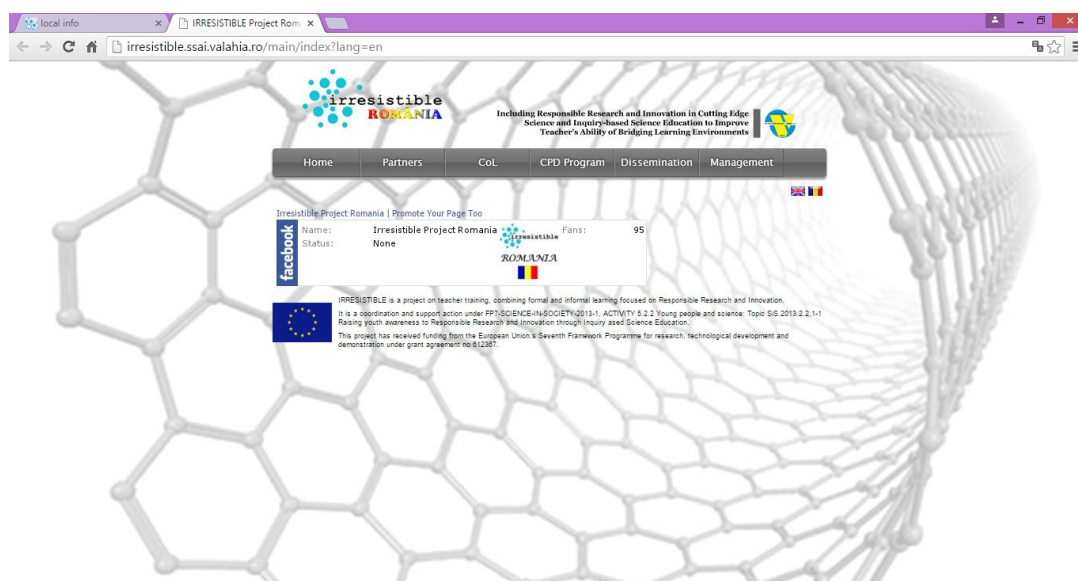 local info
IRRESISTIBLE Project Rom
irresistible.ssai.valahia.ro/main/index?lang=en
irresistible
ROMÂNIA
Including Responsible Research and Innovation in Cutting Edge
Science and Inquiry-based Science Education to Improve
Teacher's Ability of Bridging Learning Environments
Home Partners CoL CPD Program Dissemination Management
Irresistible Project Romania | Promote Your Page Too
facebook
Name: Irresistible Project Romania
Status: None
irresistible
ROMANIA
Fans: 95
IRRESISTIBLE is a project on teacher training, combining formal and informal learning focused on Responsible Research and Innovation.
It is a coordination and support action under FP7-SCIENCE-IN-SOCIETY-2013-1, ACTIVITY 5.2.2 Young people and science: Topic SiS.2013.2.2.1-1
Raising youth awareness to Responsible Research and Innovation through Inquiry ased Science Education.
This project has received funding from the European Union.s Seventh Framework Programme for research, technological development and
demonstration under grant agreement no 612367.